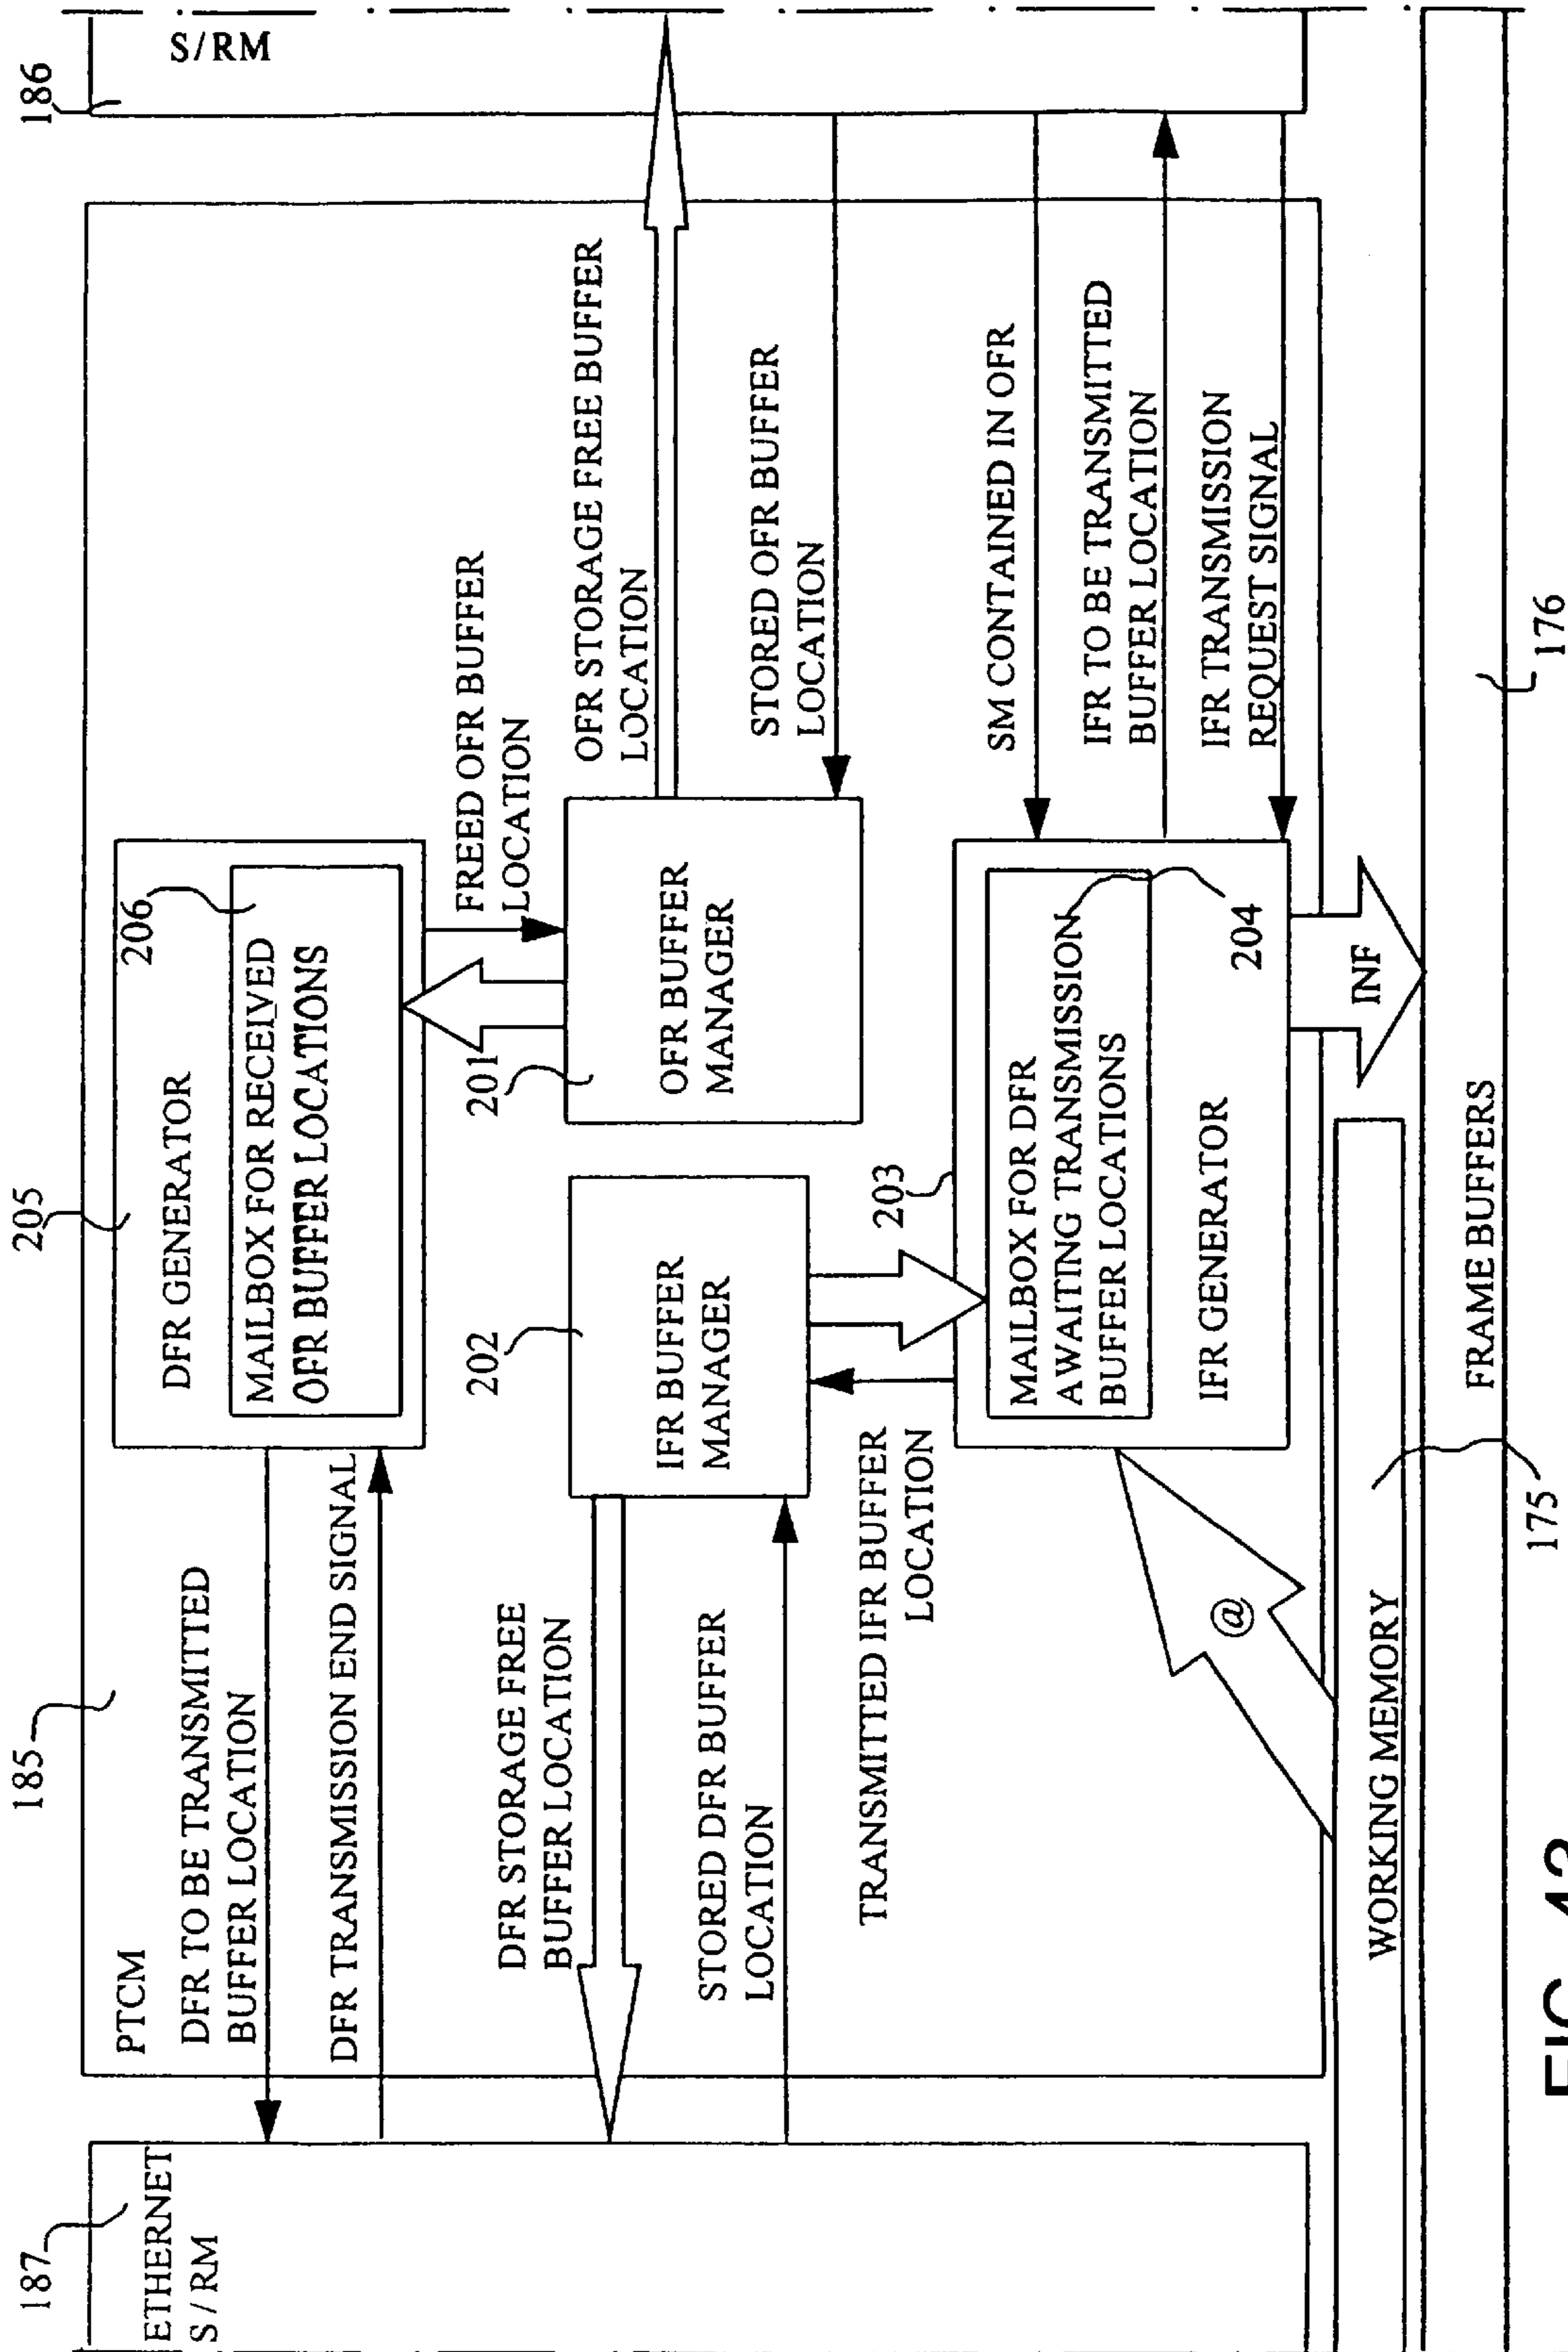 187
ETHERNET
S / RM
185
PTCM
DFR TO BE TRANSMITTED
BUFFER LOCATION
DFR TRANSMISSION END SIGNAL
DFR STORAGE FREE
BUFFER LOCATION
STORED DFR BUFFER
LOCATION
TRANSMITTED IFR BUFFER
LOCATION
205
DFR GENERATOR
206
MAILBOX FOR RECEIVED
OFR BUFFER LOCATIONS
FREED OFR BUFFER
LOCATION
202
IFR BUFFER
MANAGER
201
OFR BUFFER
MANAGER
203
MAILBOX FOR DFR
AWAITING TRANSMISSION
BUFFER LOCATIONS
204
IFR GENERATOR
OFR STORAGE FREE BUFFER
LOCATION
STORED OFR BUFFER
LOCATION
SM CONTAINED IN OFR
IFR TO BE TRANSMITTED
BUFFER LOCATION
IFR TRANSMISSION
REQUEST SIGNAL
186
S/RM
@
INF
WORKING MEMORY
FRAME BUFFERS
175
176